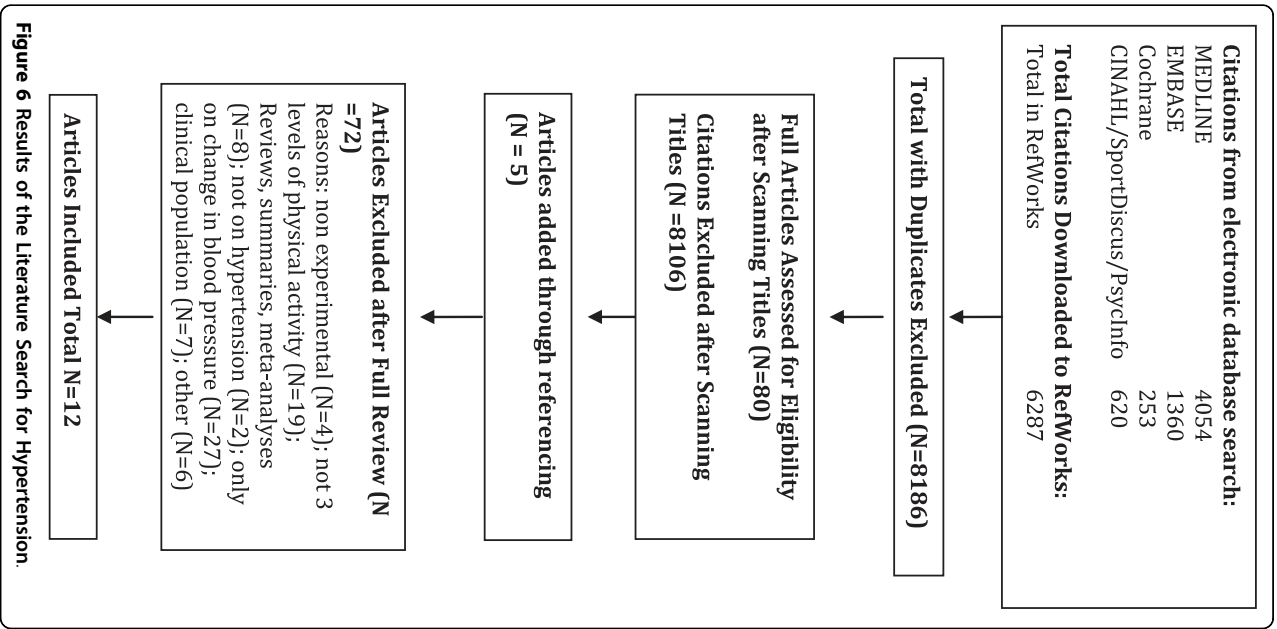 Citations from electronic database search:
MEDLINE 4054
EMBASE 1360
Cochrane 253
CINAHL/SportDiscus/PsycInfo 620
Total Citations Downloaded to RefWorks:
Total in RefWorks 6287
Total with Duplicates Excluded (N=8186)
Full Articles Assessed for Eligibility
after Scanning Titles (N=80)
Citations Excluded after Scanning
Titles (N =8106)
Articles added through referencing
(N = 5)
Articles Excluded after Full Review (N
=72)
Reasons: non experimental (N=4); not 3
levels of physical activity (N=19);
Reviews, summaries, meta-analyses
(N=8); not on hypertension (N=2); only
on change in blood pressure (N=27);
clinical population (N=7); other (N=6)
Articles Included Total N=12
Figure 6 Results of the Literature Search for Hypertension.